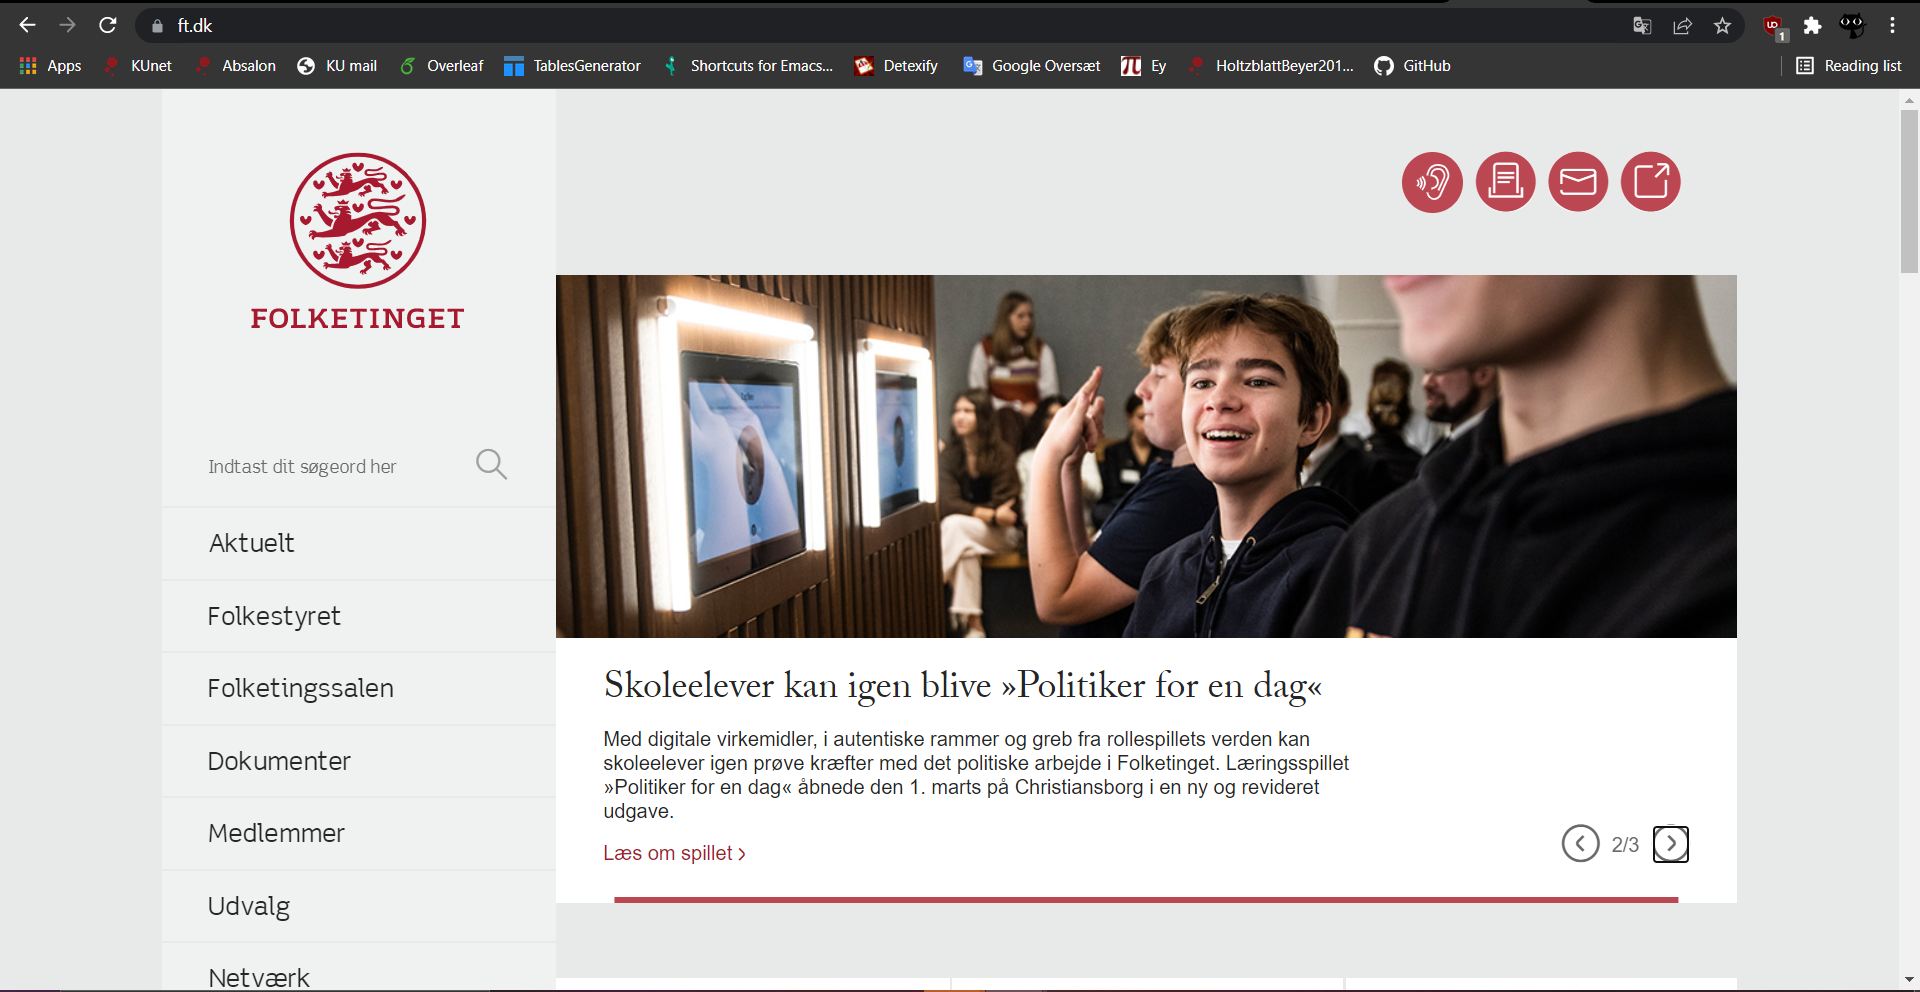 ft.dk
1
Apps
KUnet
Absalon
KU mail
Overleaf
TablesGenerator
Shortcuts for Emacs...
Detexify
Google Oversæt
Ey
HoltzblattBeyer201...
GitHub
Reading list
FOLKETINGET
Indtast dit søgeord her
Aktuelt
Folkestyret
Folketingssalen
Dokumenter
Medlemmer
Udvalg
Netværk
Skoleelever kan igen blive »Politiker for en dag«
Med digitale virkemidler, i autentiske rammer og greb fra rollespillets verden kan
skoleelever igen prøve kræfter med det politiske arbejde i Folketinget. Læringsspillet
»Politiker for en dag« åbnede den 1. marts på Christiansborg i en ny og revideret
udgave.
Læs om spillet
2/3